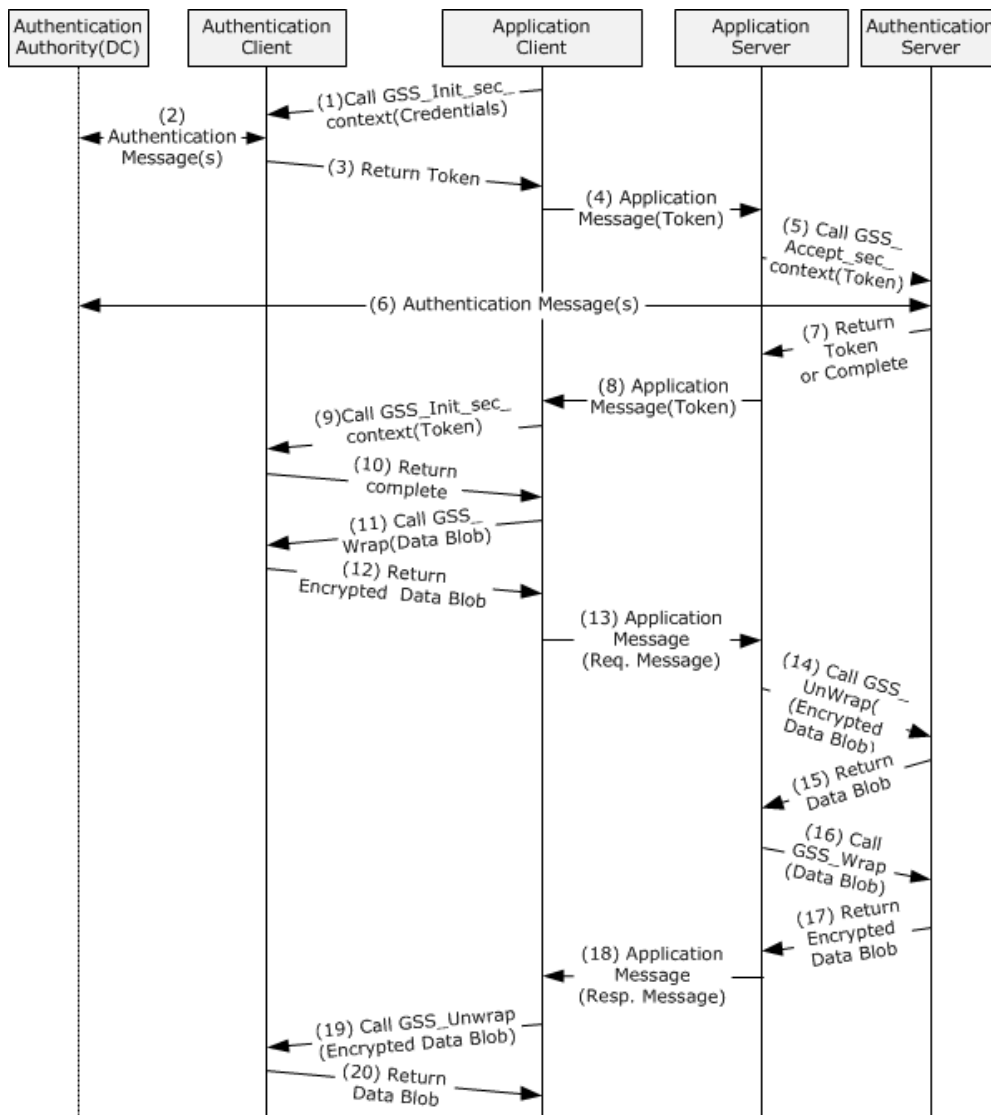 Authentication
Authority(DC)
Authentication
Client
Application
Client
Application
Server
Authentication
Server
(1)Call GSS_Init_sec_
context(Credentials)
(2)
Authentication
Message(s)
(3) Return Token
(4) Application
Message(Token)
(5) Call GSS_
Accept_sec_
context(Token)
(6) Authentication Message(s)
(7) Return
Token
or Complete
(8) Application
Message(Token)
(9)Call GSS_Init_sec_
context(Token)
(10) Return
complete
(11) Call GSS_
Wrap(Data Blob)
(12) Return
Encrypted Data Blob
(13) Application
Message
(Req. Message)
(14) Call GSS_
UnWrap(
(Encrypted
Data Blob)
(15) Return
Data Blob
(16) Call
GSS_Wrap
(Data Blob)
(17) Return
Encrypted
Data Blob
(18) Application
Message
(Resp. Message)
(19) Call GSS_Unwrap
(Encrypted Data Blob)
(20) Return
Data Blob